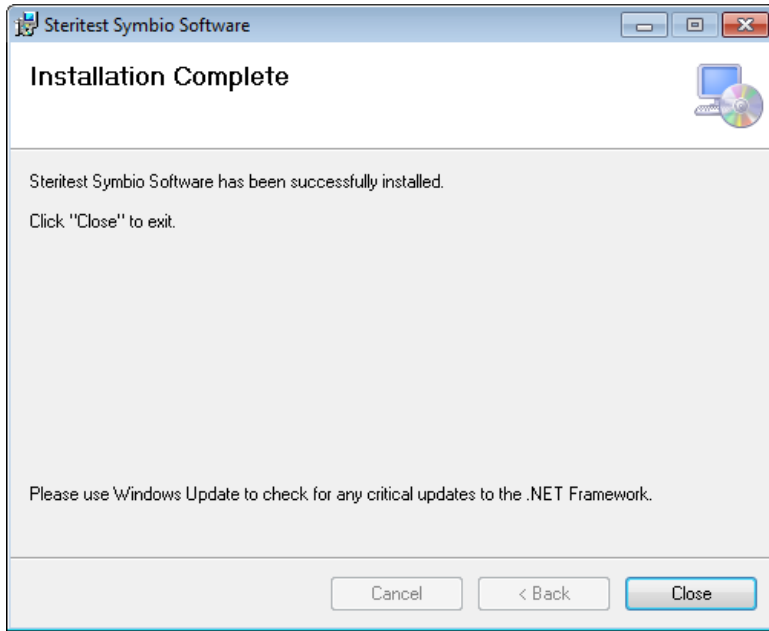 Steritest Symbio Software
Installation Complete
Steritest Symbio Software has been successfully installed.
Click "Close" to exit.
Please use Windows Update to check for any critical updates to the .NET Framework.
Cancel
< Back
Close